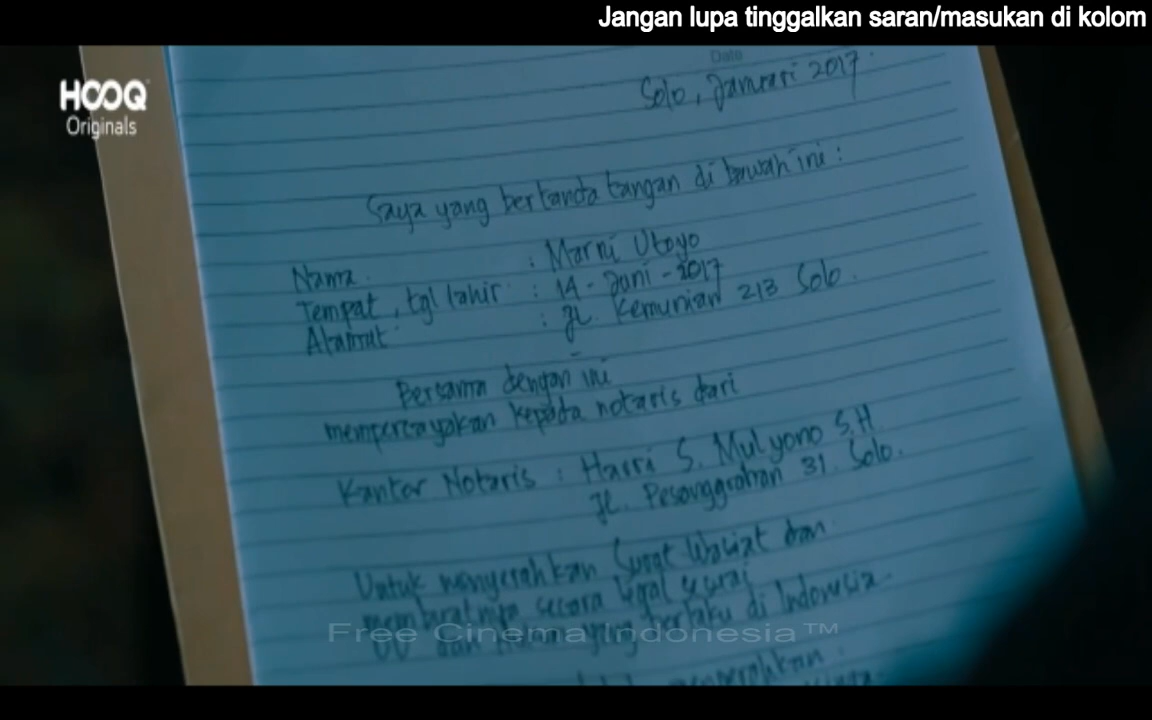 Jangan lupa tinggalkan saran/masukan di kolom
HOOQ
Originals
Date
Solo, Januari 2017
Saya yang bertanda tangan di bawah ini :
Nama : Marni Utoyo
Tempat, tgl lahir : 14 - Juni - 2017
Alamat : Jl. Kemunian 213 Solo.
Bersama dengan ini
mempercayakan kepada notaris dari
Kantor Notaris : Harri S. Mulyono S.H
Jl. Pesanggrahan 31. Solo.
Untuk menyerahkan Surat Wasiat dan
secara legal sesuai
UU dan Hukum yang berlaku di Indonesia.
Free Cinema Indonesia™
menyerahkan